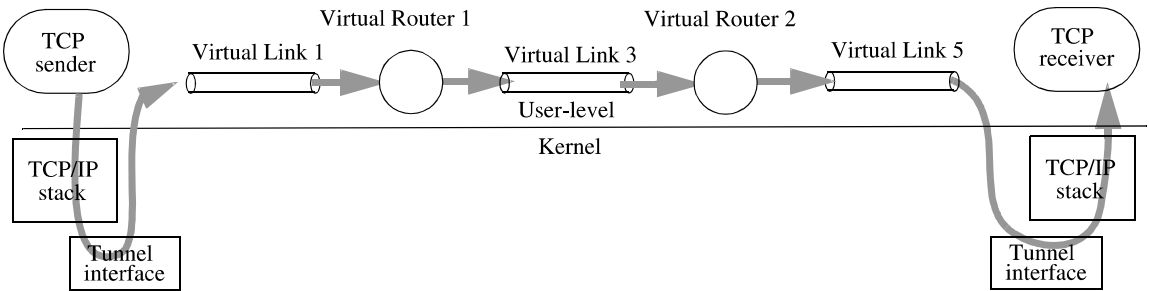 TCP
sender
Virtual Link 1
Virtual Router 1
Virtual Link 3
Virtual Router 2
Virtual Link 5
TCP
receiver
User-level
Kernel
TCP/IP
stack
Tunnel
interface
TCP/IP
stack
Tunnel
interface